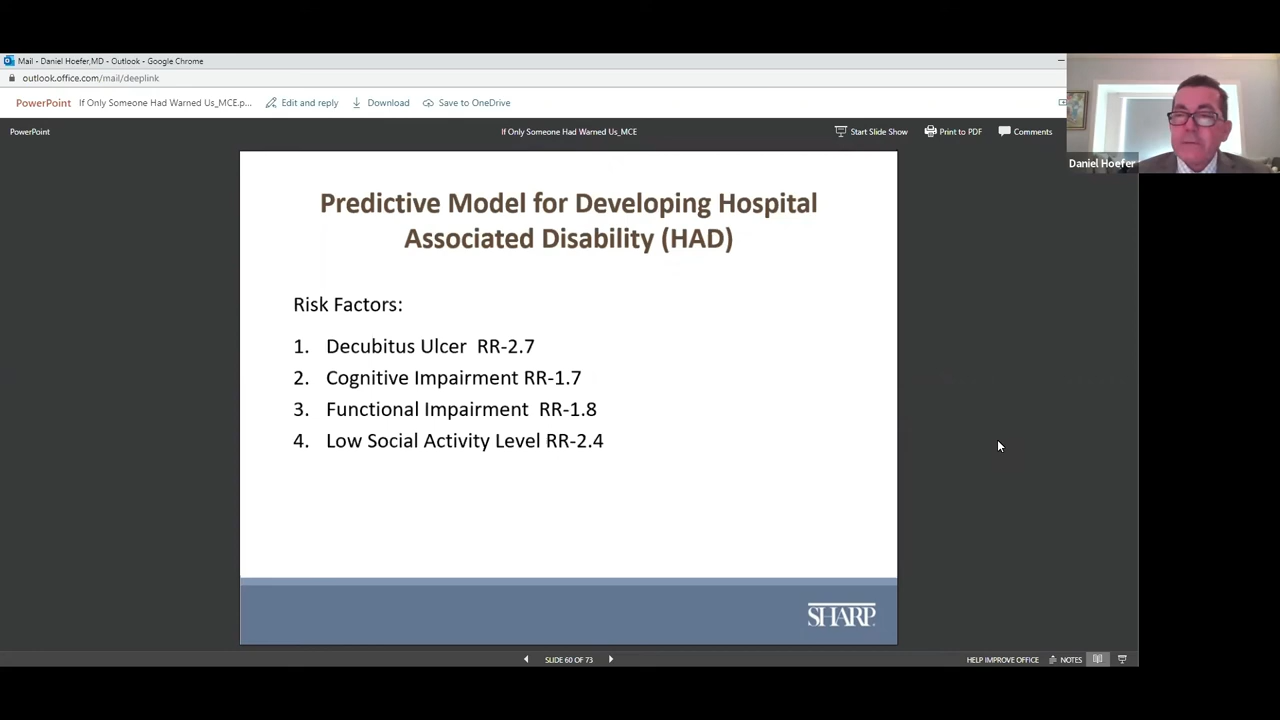 Mail - Daniel Hoefer,MD - Outlook - Google Chrome
outlook.office.com/mail/deeplink
PowerPoint If Only Someone Had Warned Us_MCE.p... Edit and reply Download Save to OneDrive
PowerPoint If Only Someone Had Warned Us_MCE Start Slide Show Print to PDF Comments
Daniel Hoefer
Predictive Model for Developing Hospital
Associated Disability (HAD)
Risk Factors:
1. Decubitus Ulcer RR-2.7
2. Cognitive Impairment RR-1.7
3. Functional Impairment RR-1.8
4. Low Social Activity Level RR-2.4
SHARP
SLIDE 60 OF 73 HELP IMPROVE OFFICE NOTES